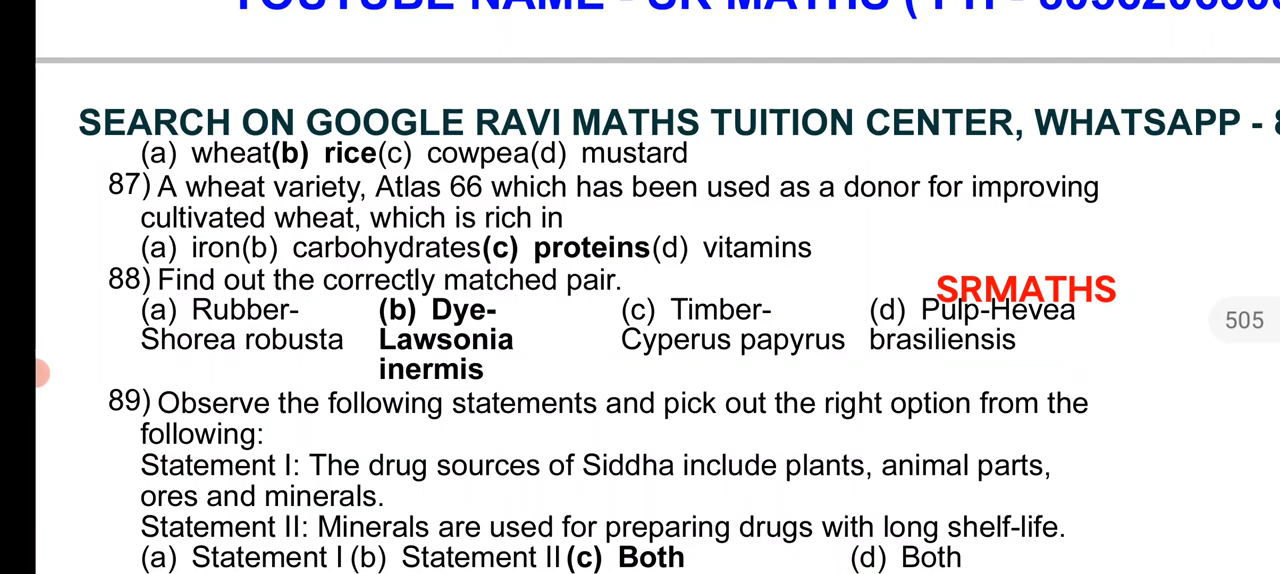 YOUTUBE NAME - SR MATHS (
SEARCH ON GOOGLE RAVI MATHS TUITION CENTER, WHATSAPP - 8
(a) wheat(b) rice(c) cowpea(d) mustard
87) A wheat variety, Atlas 66 which has been used as a donor for improving
cultivated wheat, which is rich in
(a) iron(b) carbohydrates(c) proteins(d) vitamins
88) Find out the correctly matched pair.
SRMATHS
(a) Rubber- (b) Dye- (c) Timber- (d) Pulp-Hevea
505
Shorea robusta Lawsonia Cyperus papyrus brasiliensis
inermis
89) Observe the following statements and pick out the right option from the
following:
Statement I: The drug sources of Siddha include plants, animal parts,
ores and minerals.
Statement II: Minerals are used for preparing drugs with long shelf-life.
(a) Statement I (b) Statement II (c) Both (d) Both